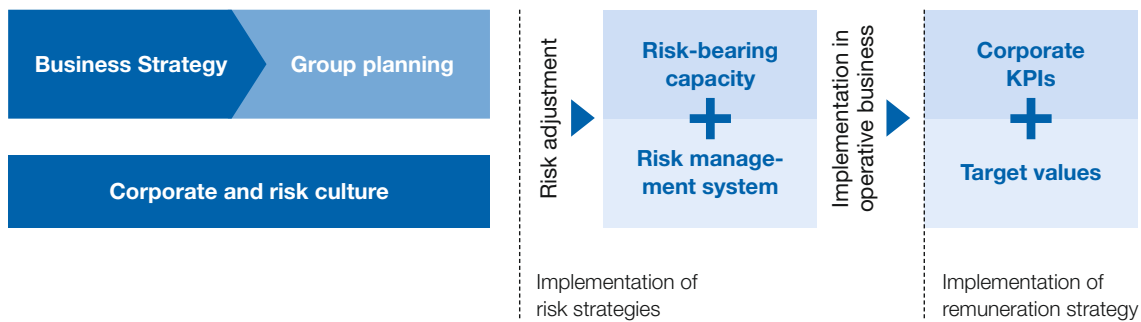 Business Strategy
Group planning
Corporate and risk culture
Risk adjustment
Risk-bearing
capacity
Risk manage-
ment system
Implementation of
risk strategies
Implementation in
operative business
Corporate
KPIs
Target values
Implementation of
remuneration strategy